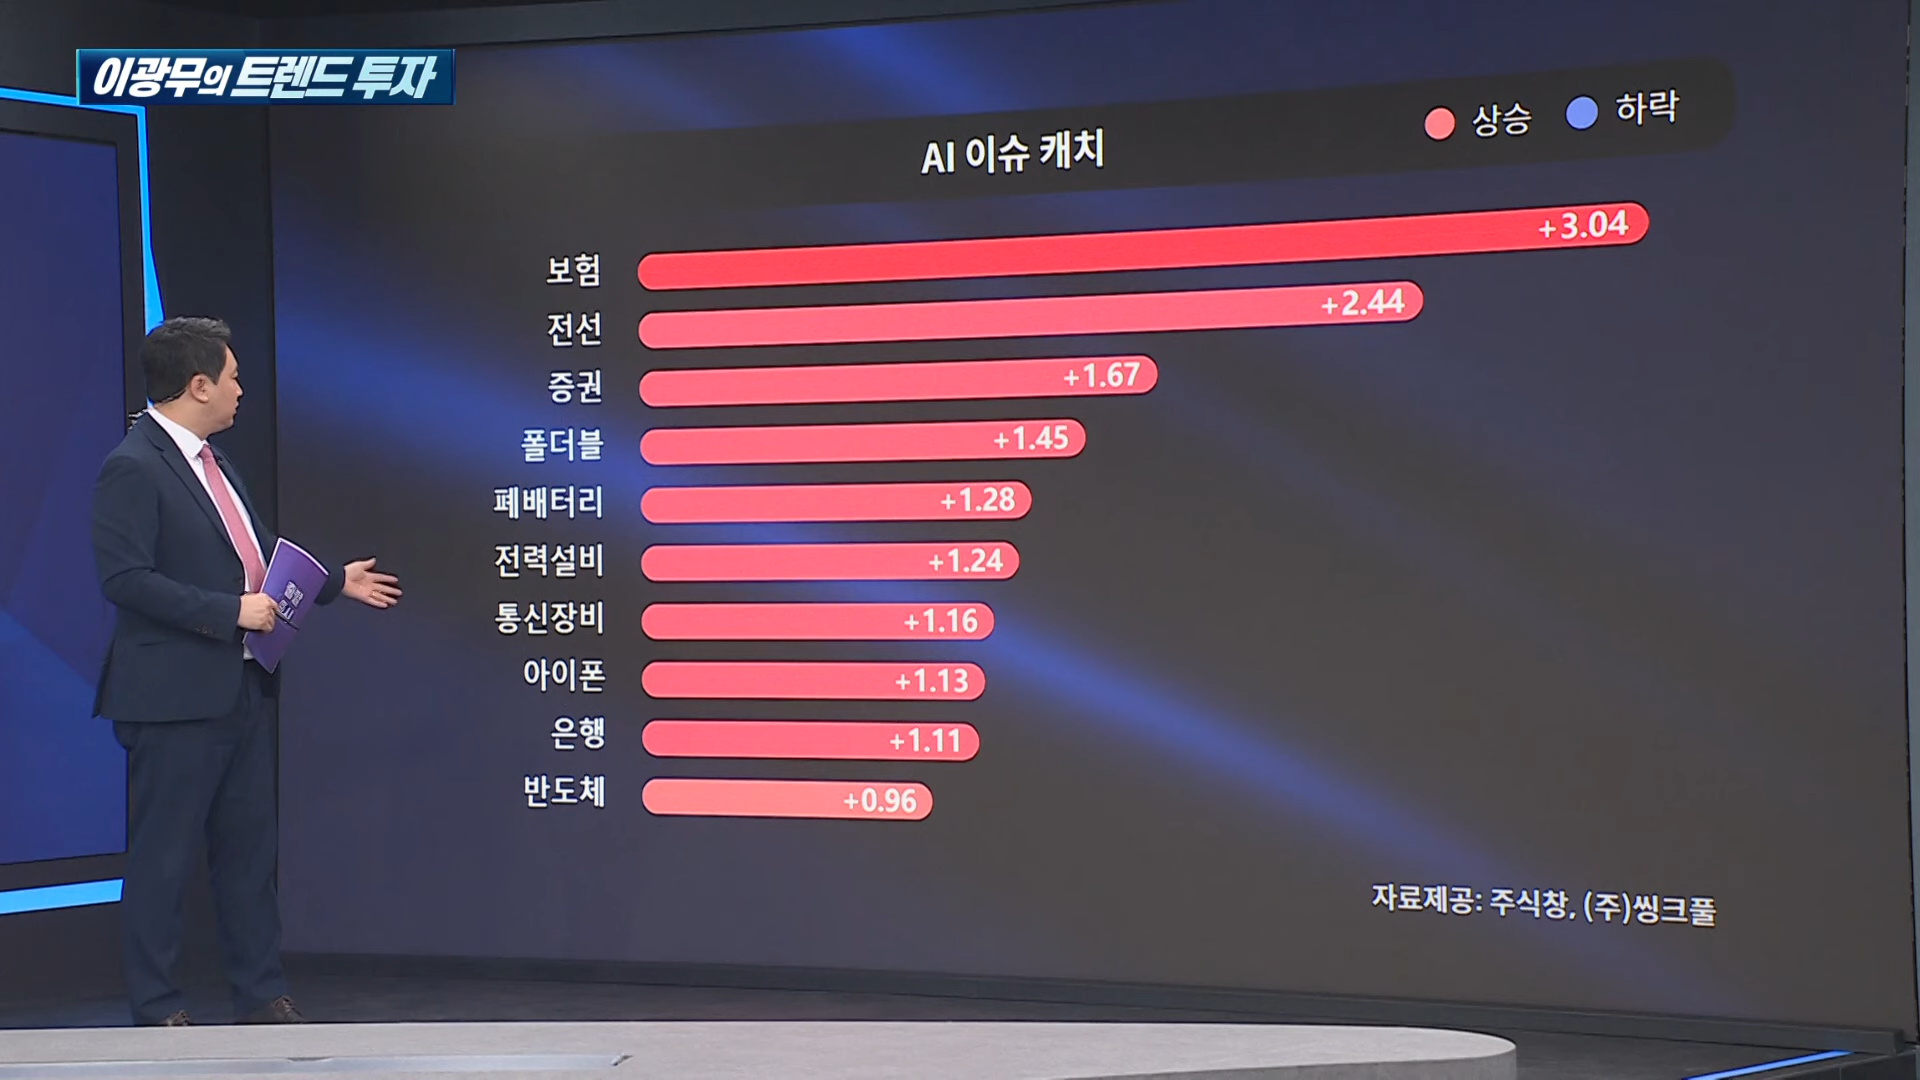 이광무의 트렌드 투자
AI 이슈 캐치
상승 하락
보험 +3.04
전선 +2.44
증권 +1.67
폴더블 +1.45
폐배터리 +1.28
전력설비 +1.24
통신장비 +1.16
아이폰 +1.13
은행 +1.11
반도체 +0.96
자료제공: 주식창, (주)씽크풀